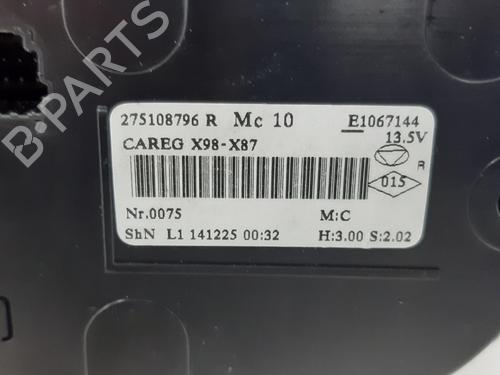 275108796 R Mc 10 E1067144
13.5V
CAREG X98-X87
R
015
Nr.0075 M:C
ShN L1 141225 00:32 H:3.00 S:2.02
B-PARTS